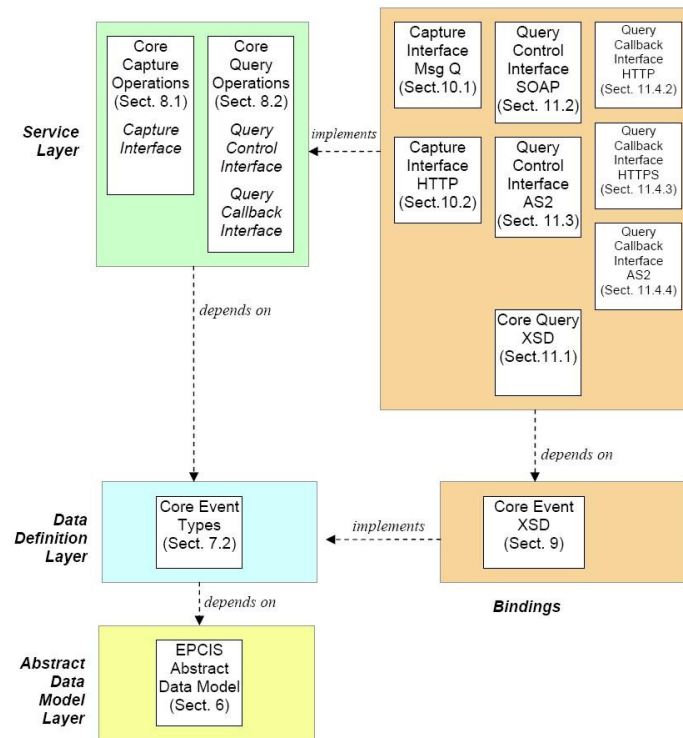 Core
Capture
Operations
(Sect. 8.1)
Capture
Interface
Core
Query
Operations
(Sect. 8.2)
Query
Control
Interface
Query
Callback
Interface
Service
Layer
implements
Capture
Interface
Msg Q
(Sect.10.1)
Query
Control
Interface
SOAP
(Sect. 11.2)
Query
Callback
Interface
HTTP
(Sect. 11.4.2)
Capture
Interface
HTTP
(Sect.10.2)
Query
Control
Interface
AS2
(Sect. 11.3)
Query
Callback
Interface
HTTPS
(Sect. 11.4.3)
Query
Callback
Interface
AS2
(Sect. 11.4.4)
Core Query
XSD
(Sect.11.1)
depends on
depends on
Data
Definition
Layer
Core Event
Types
(Sect. 7.2)
implements
Core Event
XSD
(Sect. 9)
Bindings
depends on
Abstract
Data
Model
Layer
EPCIS
Abstract
Data Model
(Sect. 6)